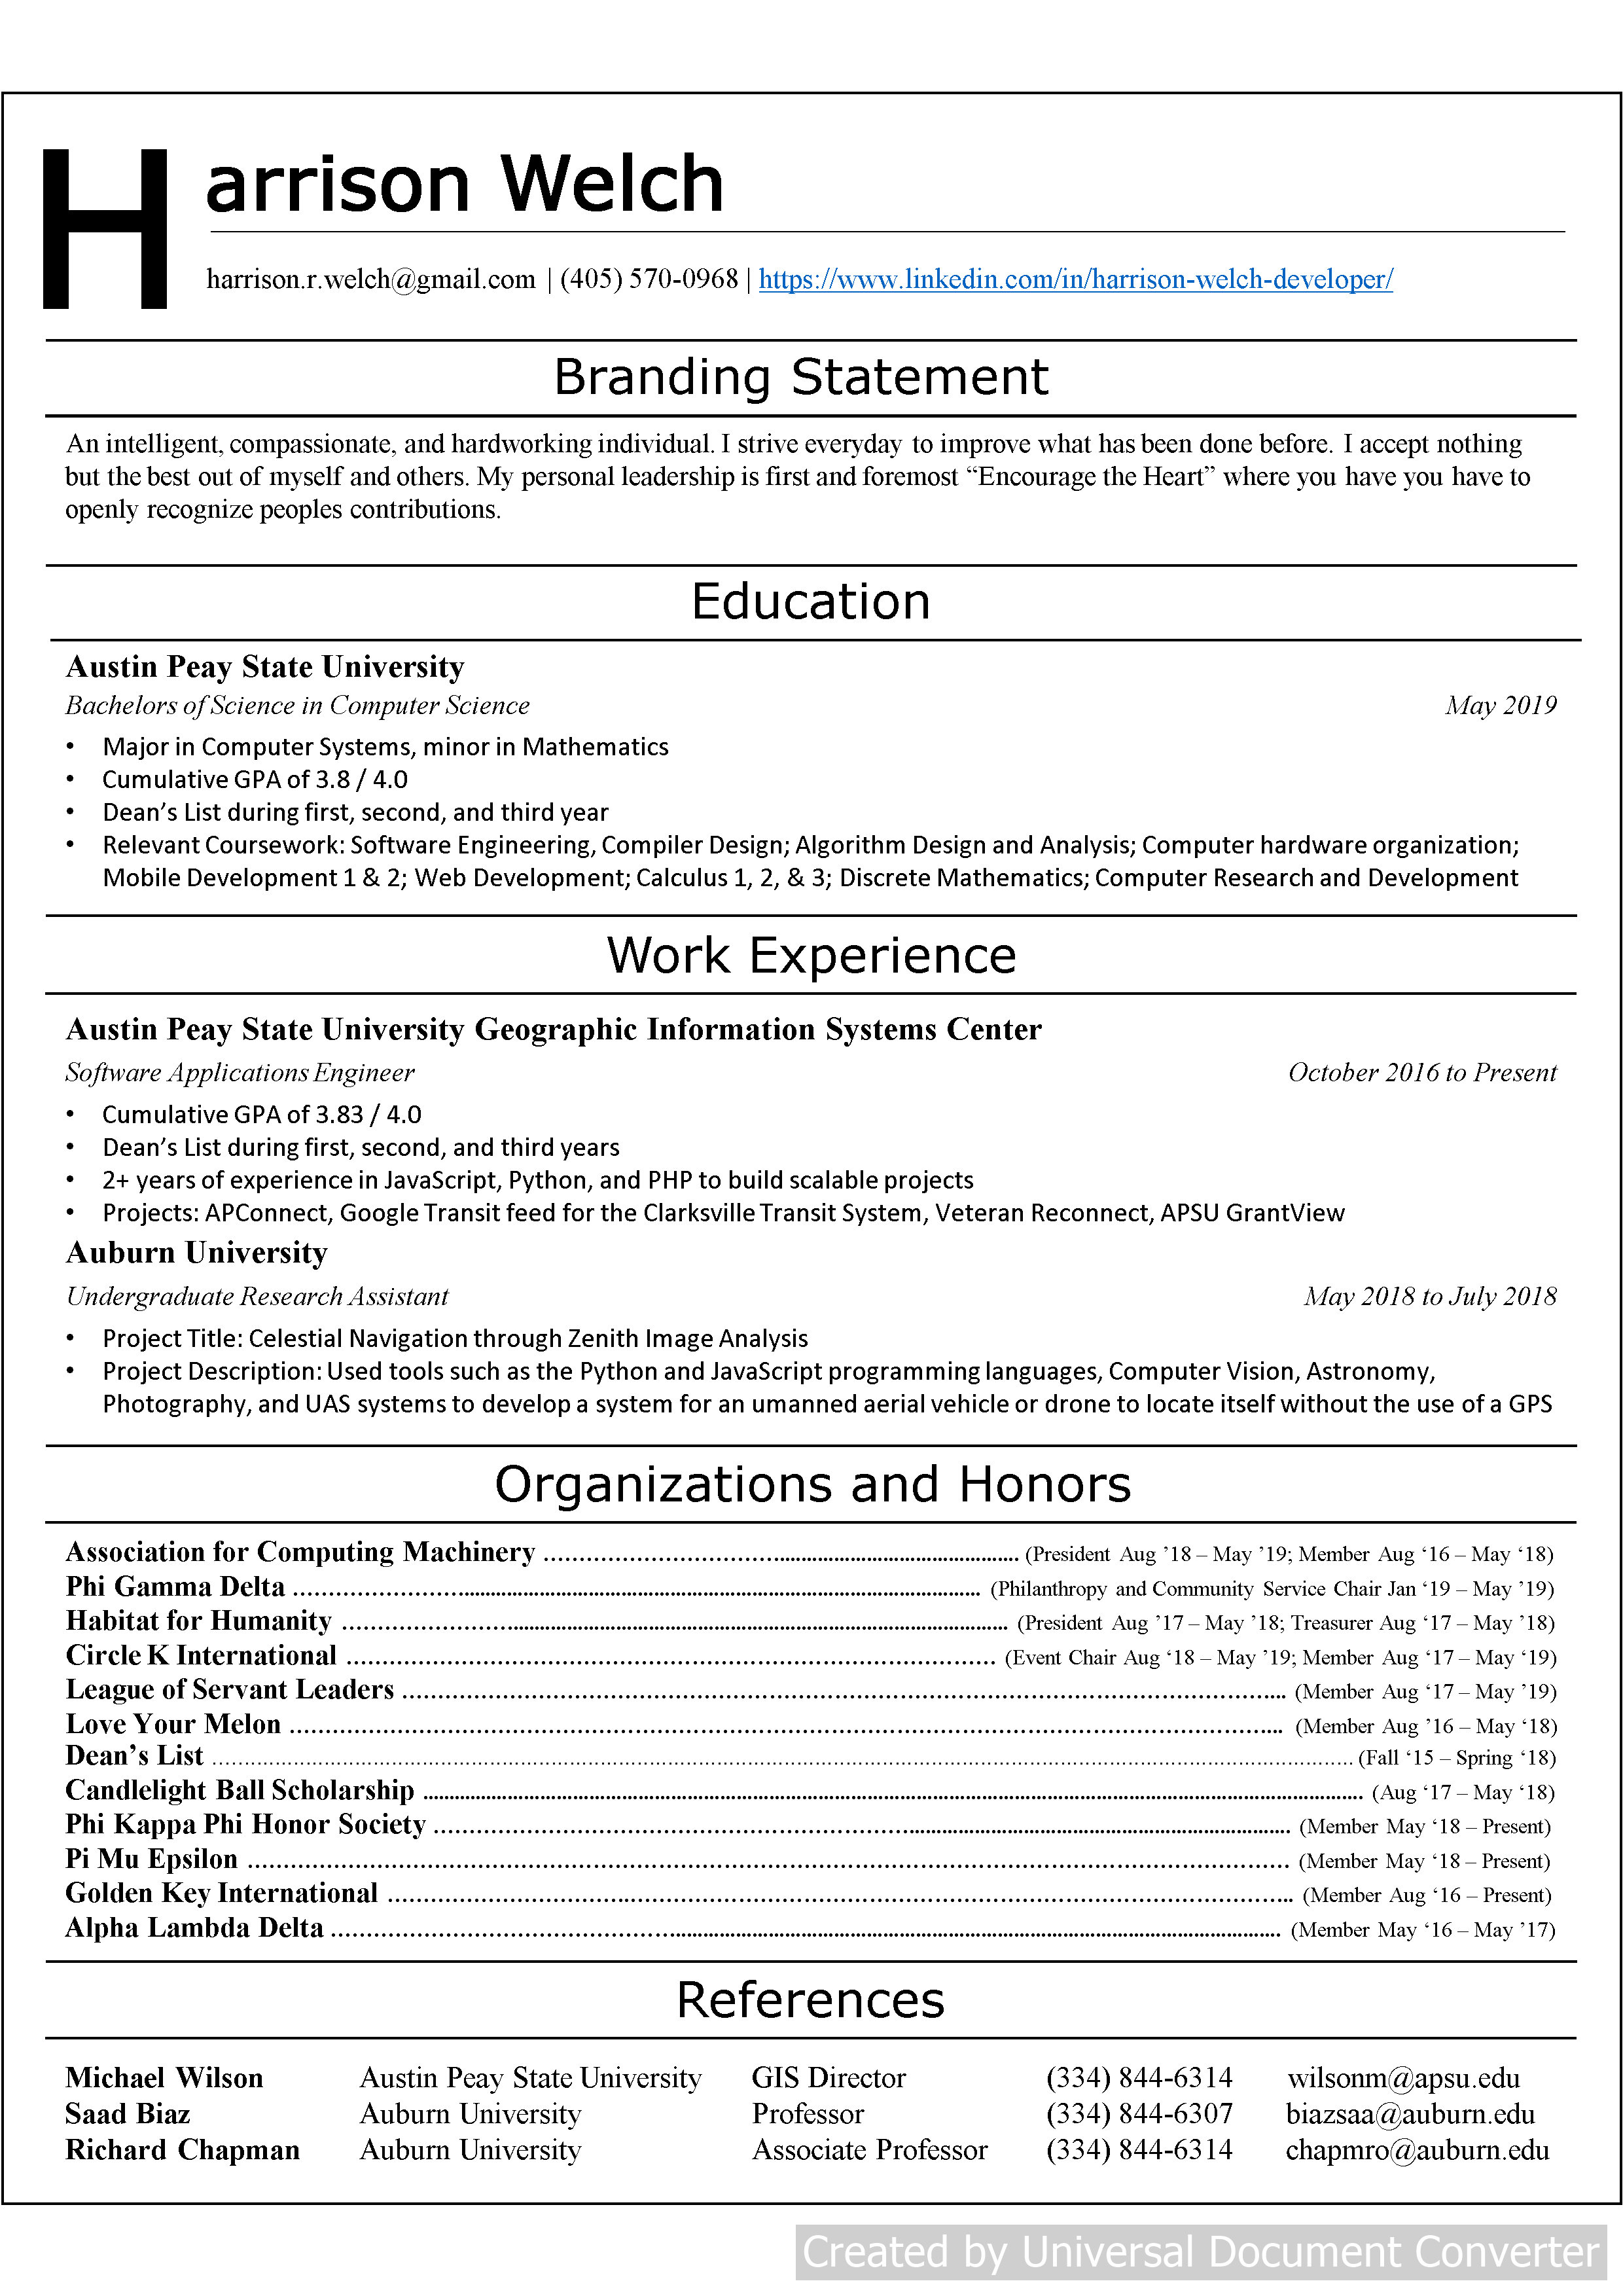 Harrison Welch
harrison.r.welch@gmail.com | (405) 570-0968 | https://www.linkedin.com/in/harrison-welch-developer/
Branding Statement
An intelligent, compassionate, and hardworking individual. I strive everyday to improve what has been done before. I accept nothing
but the best out of myself and others. My personal leadership is first and foremost “Encourage the Heart” where you have you have to
openly recognize peoples contributions.
Education
Austin Peay State University
Bachelors of Science in Computer Science May 2019
• Major in Computer Systems, minor in Mathematics
• Cumulative GPA of 3.8 / 4.0
• Dean’s List during first, second, and third year
• Relevant Coursework: Software Engineering, Compiler Design; Algorithm Design and Analysis; Computer hardware organization;
Mobile Development 1 & 2; Web Development; Calculus 1, 2, & 3; Discrete Mathematics; Computer Research and Development
Work Experience
Austin Peay State University Geographic Information Systems Center
Software Applications Engineer October 2016 to Present
• Cumulative GPA of 3.83 / 4.0
• Dean’s List during first, second, and third years
• 2+ years of experience in JavaScript, Python, and PHP to build scalable projects
• Projects: APConnect, Google Transit feed for the Clarksville Transit System, Veteran Reconnect, APSU GrantView
Auburn University
Undergraduate Research Assistant May 2018 to July 2018
• Project Title: Celestial Navigation through Zenith Image Analysis
• Project Description: Used tools such as the Python and JavaScript programming languages, Computer Vision, Astronomy,
Photography, and UAS systems to develop a system for an umanned aerial vehicle or drone to locate itself without the use of a GPS
Organizations and Honors
Association for Computing Machinery ........ (President Aug ’18 – May ’19; Member Aug ‘16 – May ‘18)
Phi Gamma Delta ........ (Philanthropy and Community Service Chair Jan ‘19 – May ’19)
Habitat for Humanity ........ (President Aug ’17 – May ’18; Treasurer Aug ‘17 – May ’18)
Circle K International ........ (Event Chair Aug ‘18 – May ’19; Member Aug ‘17 – May ‘19)
League of Servant Leaders ........ (Member Aug ‘17 – May ‘19)
Love Your Melon ........ (Member Aug ’16 – May ‘18)
Dean’s List ........ (Fall ‘15 – Spring ‘18)
Candlelight Ball Scholarship ........ (Aug ‘17 – May ‘18)
Phi Kappa Phi Honor Society ........ (Member May ‘18 – Present)
Pi Mu Epsilon ........ (Member May ‘18 – Present)
Golden Key International ........ (Member Aug ‘16 – Present)
Alpha Lambda Delta ........ (Member May ‘16 – May ‘17)
References
Michael Wilson Austin Peay State University GIS Director (334) 844-6314 wilsonm@apsu.edu
Saad Biaz Auburn University Professor (334) 844-6307 biazsaa@auburn.edu
Richard Chapman Auburn University Associate Professor (334) 844-6314 chapmro@auburn.edu
Created by Universal Document Converter